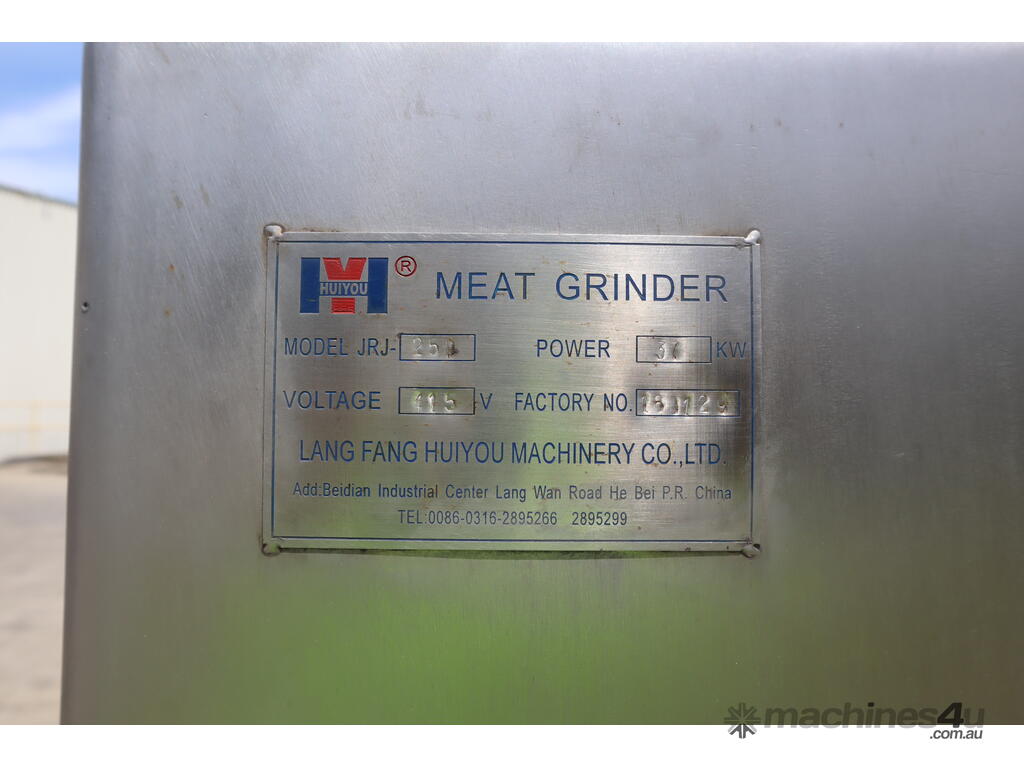 HUIYOU ® MEAT GRINDER
MODEL JRJ- POWER KW
VOLTAGE 415 V FACTORY NO.
LANG FANG HUIYOU MACHINERY CO.,LTD.
Add:Beidian Industrial Center Lang Wan Road He Bei P.R. China
TEL:0086-0316-2895266 2895299
machines4u
.com.au